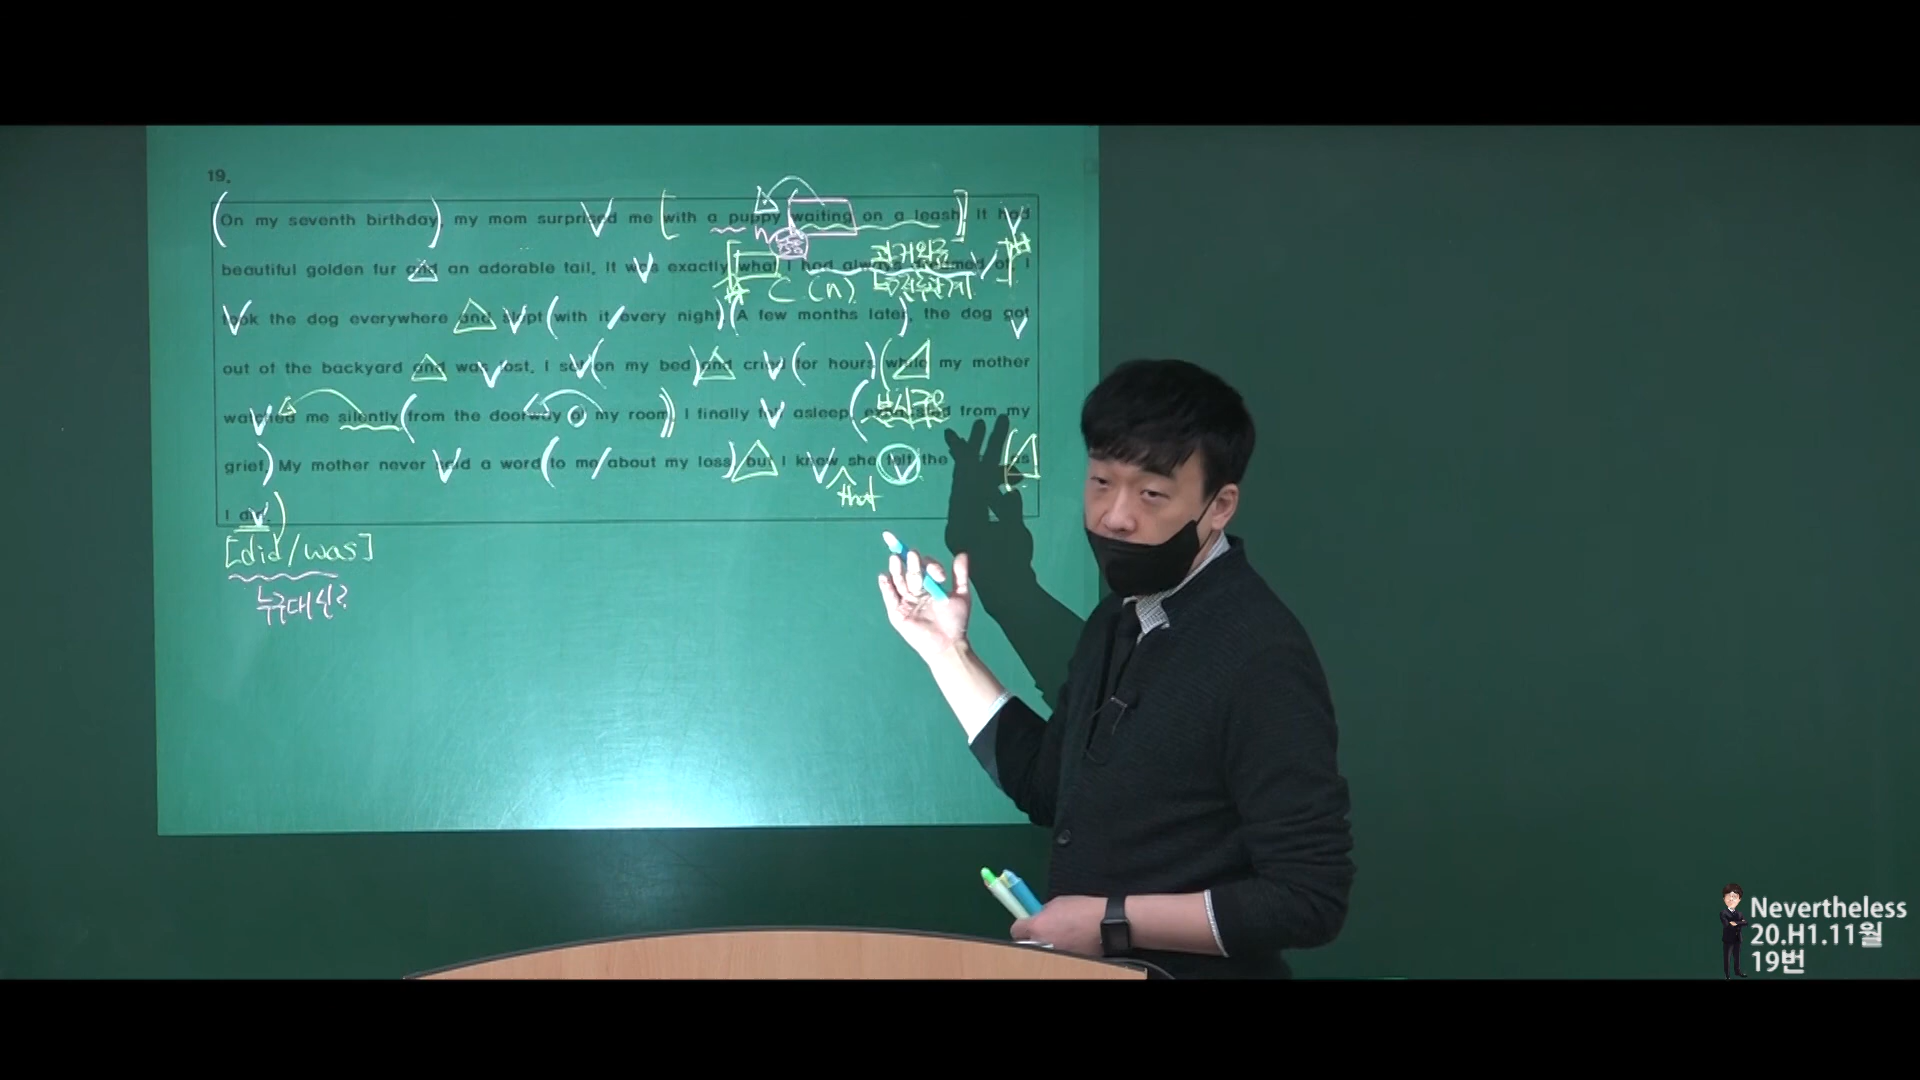 19.
On my seventh birthday, my mom surprised me with a puppy waiting on a leash. It had
beautiful golden fur and an adorable tail. It was exactly what I had always dreamed of. I
took the dog everywhere and slept with it every night. A few months later, the dog got
out of the backyard and was lost. I sat on my bed and cried for hours while my mother
watched me silently from the doorway of my room. I finally fell asleep, exhausted from my
grief. My mother never said a word to me about my loss, but I knew she felt the as
that
I did.
[did/was]
누구대신?
C (n)
Nevertheless
20.H1.11월
19번